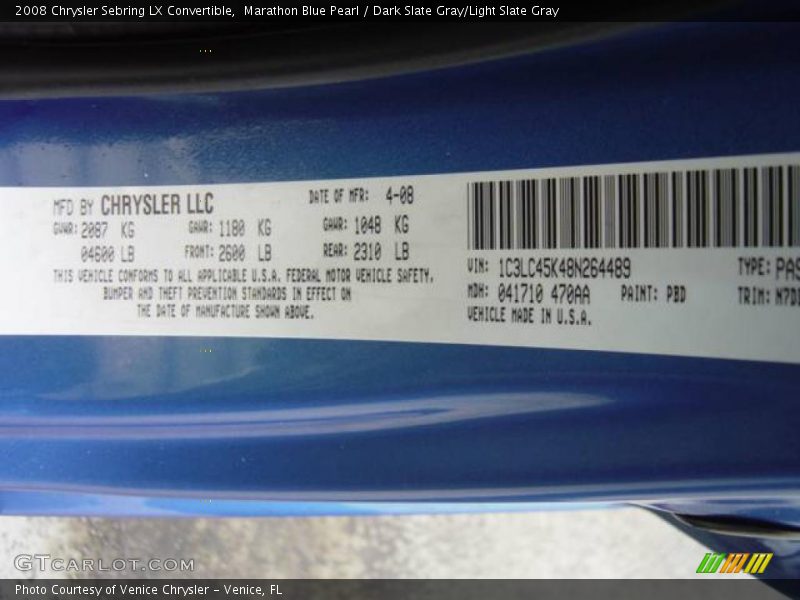 2008 Chrysler Sebring LX Convertible, Marathon Blue Pearl / Dark Slate Gray/Light Slate Gray
MFD BY CHRYSLER LLC DATE OF MFR: 4-08
GVWR: 2087 KG GAWR: 1180 KG GAWR: 1048 KG
04600 LB FRONT: 2600 LB REAR: 2310 LB
THIS VEHICLE CONFORMS TO ALL APPLICABLE U.S.A. FEDERAL MOTOR VEHICLE SAFETY,
BUMPER AND THEFT PREVENTION STANDARDS IN EFFECT ON
THE DATE OF MANUFACTURE SHOWN ABOVE.
VIN: 1C3LC45K48N264489 TYPE: PAS
MDH: 041710 470AA PAINT: PBD TRIM:
VEHICLE MADE IN U.S.A.
GTCARLOT.COM
Photo Courtesy of Venice Chrysler - Venice, FL